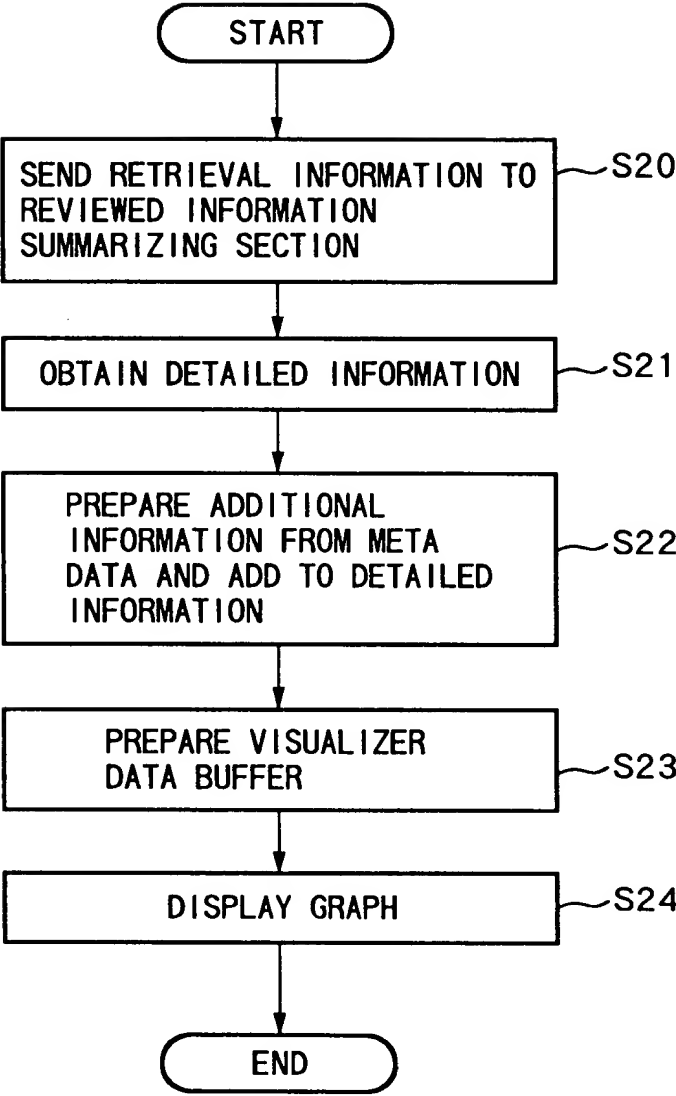 START
SEND RETRIEVAL INFORMATION TO
REVIEWED INFORMATION
SUMMARIZING SECTION
S20
OBTAIN DETAILED INFORMATION
S21
PREPARE ADDITIONAL
INFORMATION FROM META
DATA AND ADD TO DETAILED
INFORMATION
S22
PREPARE VISUALIZER
DATA BUFFER
S23
DISPLAY GRAPH
S24
END